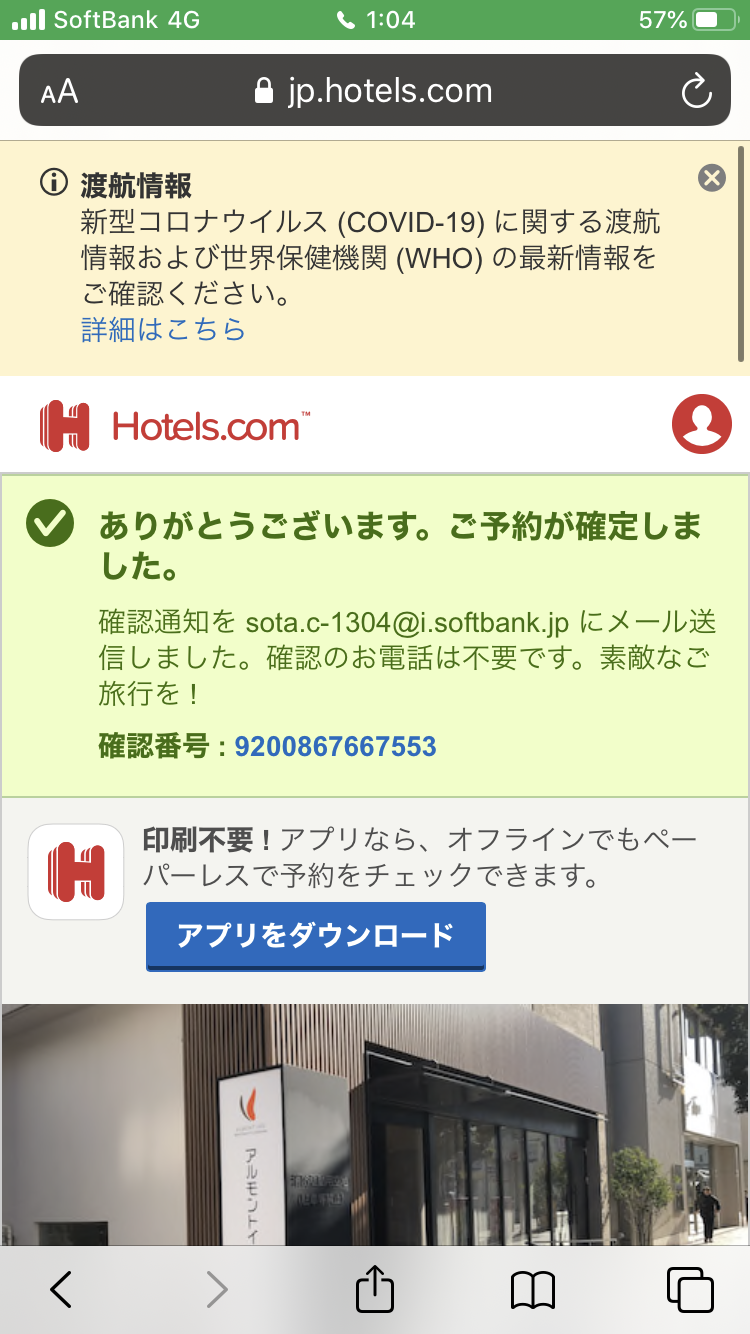 SoftBank 4G 1:04 57%
AA jp.hotels.com
渡航情報
新型コロナウイルス (COVID-19) に関する渡航
情報および世界保健機関 (WHO) の最新情報を
ご確認ください。
詳細はこちら
Hotels.com™
ありがとうございます。ご予約が確定しま
した。
確認通知を sota.c-1304@i.softbank.jp にメール送
信しました。確認のお電話は不要です。素敵なご
旅行を！
確認番号 : 9200867667553
印刷不要！アプリなら、オフラインでもペー
パーレスで予約をチェックできます。
アプリをダウンロード
アルモントイ